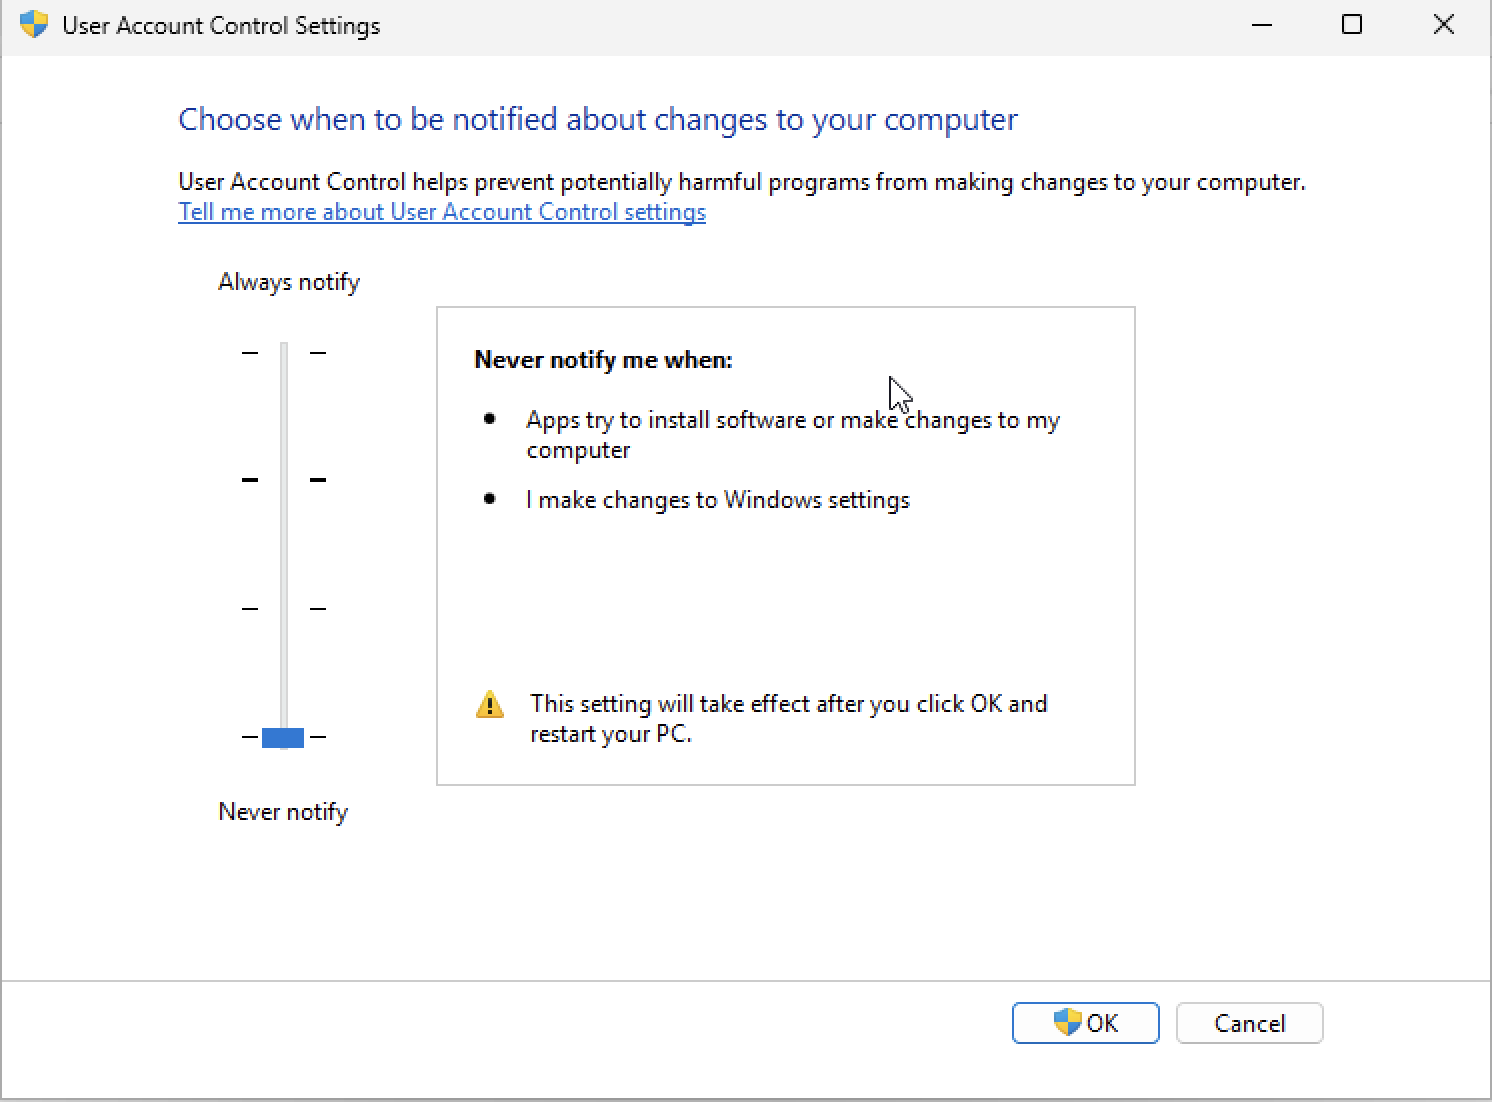 User Account Control Settings
Choose when to be notified about changes to your computer
User Account Control helps prevent potentially harmful programs from making changes to your computer.
Tell me more about User Account Control settings
Always notify
Never notify me when:
Apps try to install software or make changes to my
computer
I make changes to Windows settings
This setting will take effect after you click OK and
restart your PC.
Never notify
OK
Cancel